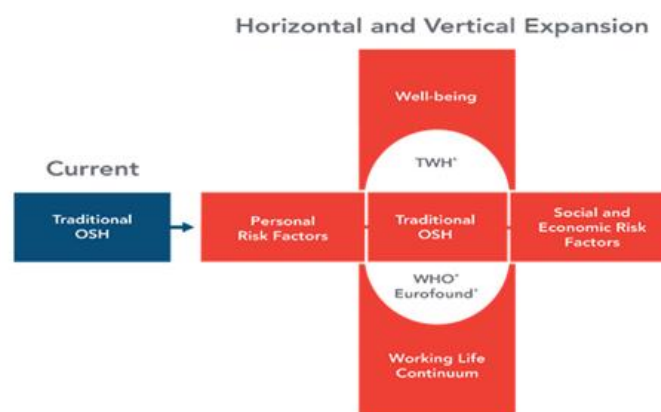 Horizontal and Vertical Expansion
Well-being
TWH*
Current
Traditional
OSH
Personal
Risk Factors
Traditional
OSH
Social and
Economic Risk
Factors
WHO*
Eurofound*
Working Life
Continuum